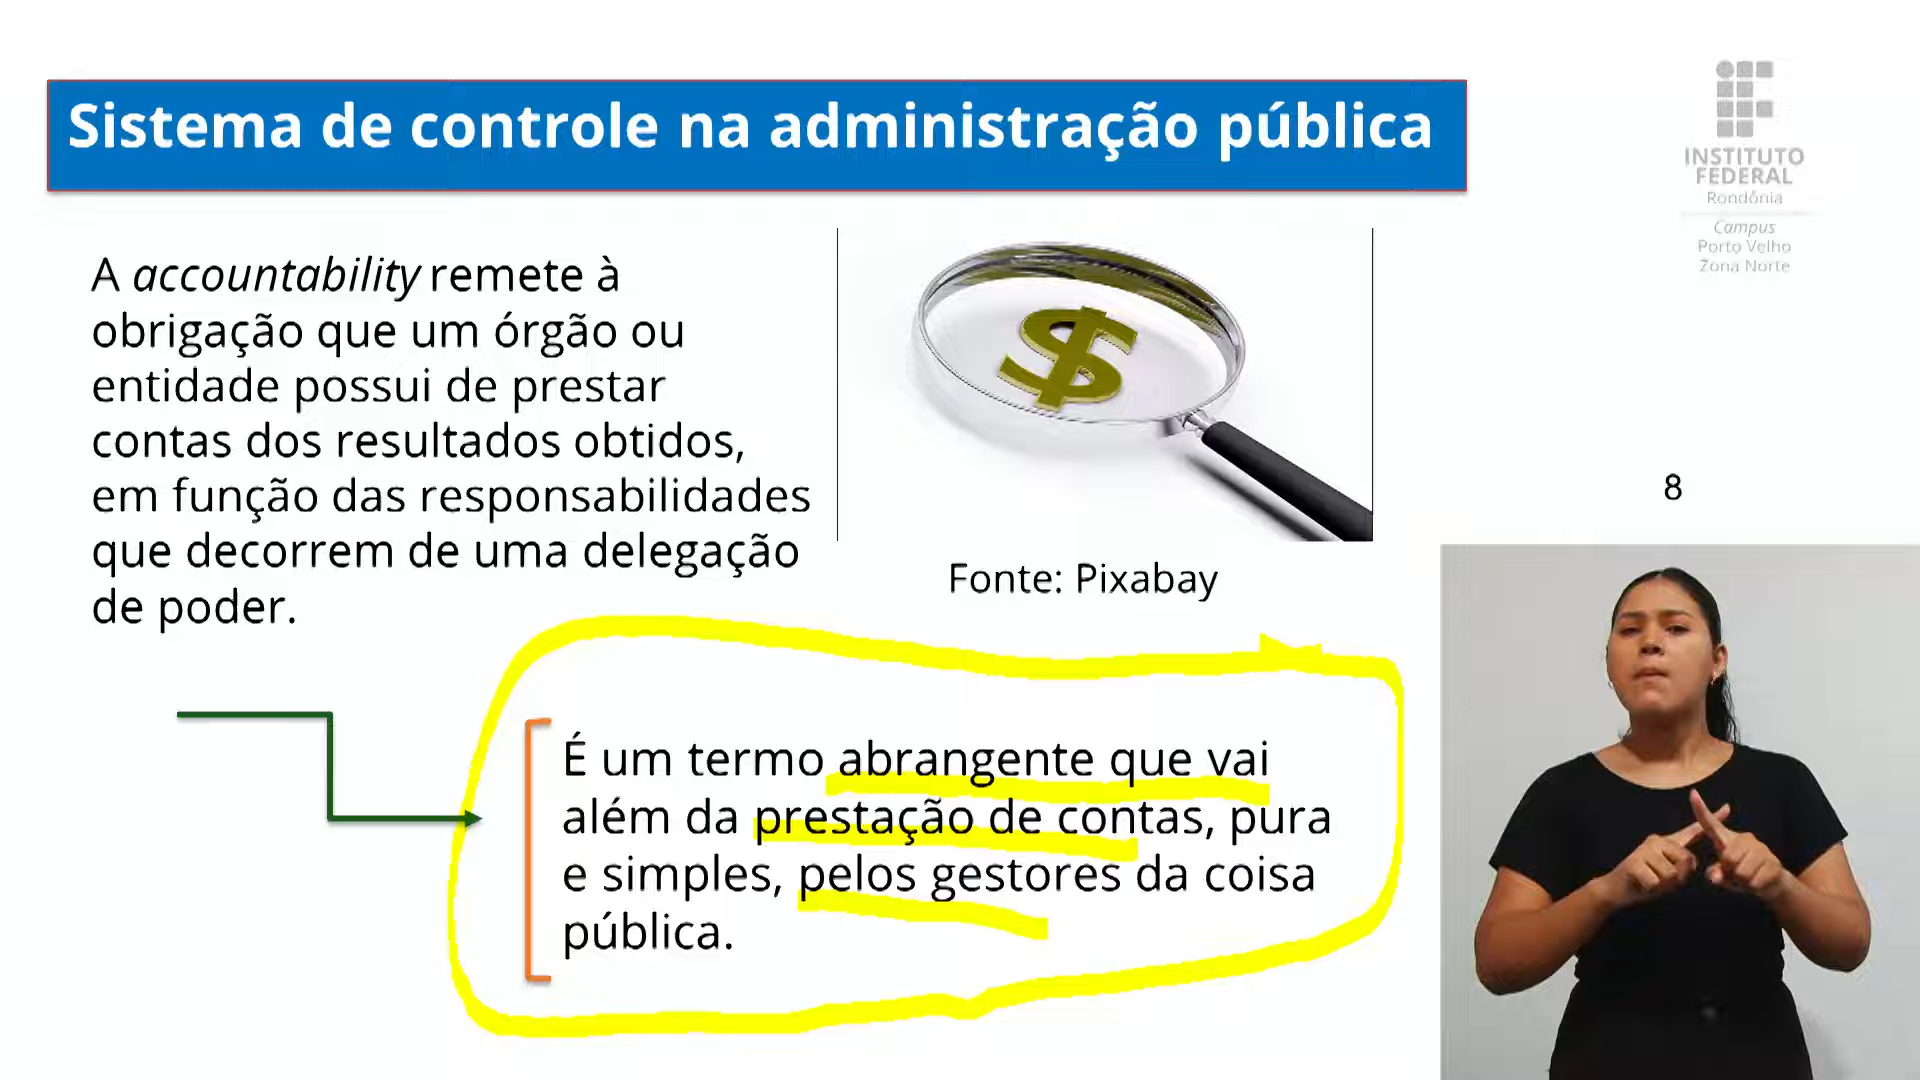 Sistema de controle na administração pública
INSTITUTO
FEDERAL
Rondônia
Campus
Porto Velho
Zona Norte
A accountability remete à
obrigação que um órgão ou
entidade possui de prestar
contas dos resultados obtidos,
em função das responsabilidades
que decorrem de uma delegação
de poder.
$
Fonte: Pixabay
8
É um termo abrangente que vai
além da prestação de contas, pura
e simples, pelos gestores da coisa
pública.